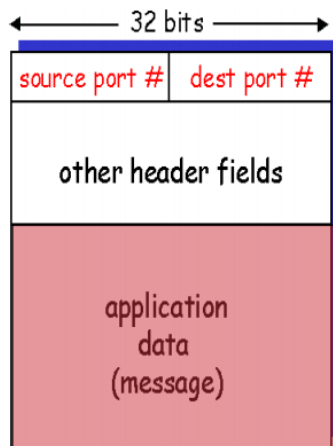 32 bits
source port # dest port #
other header fields
application
data
(message)